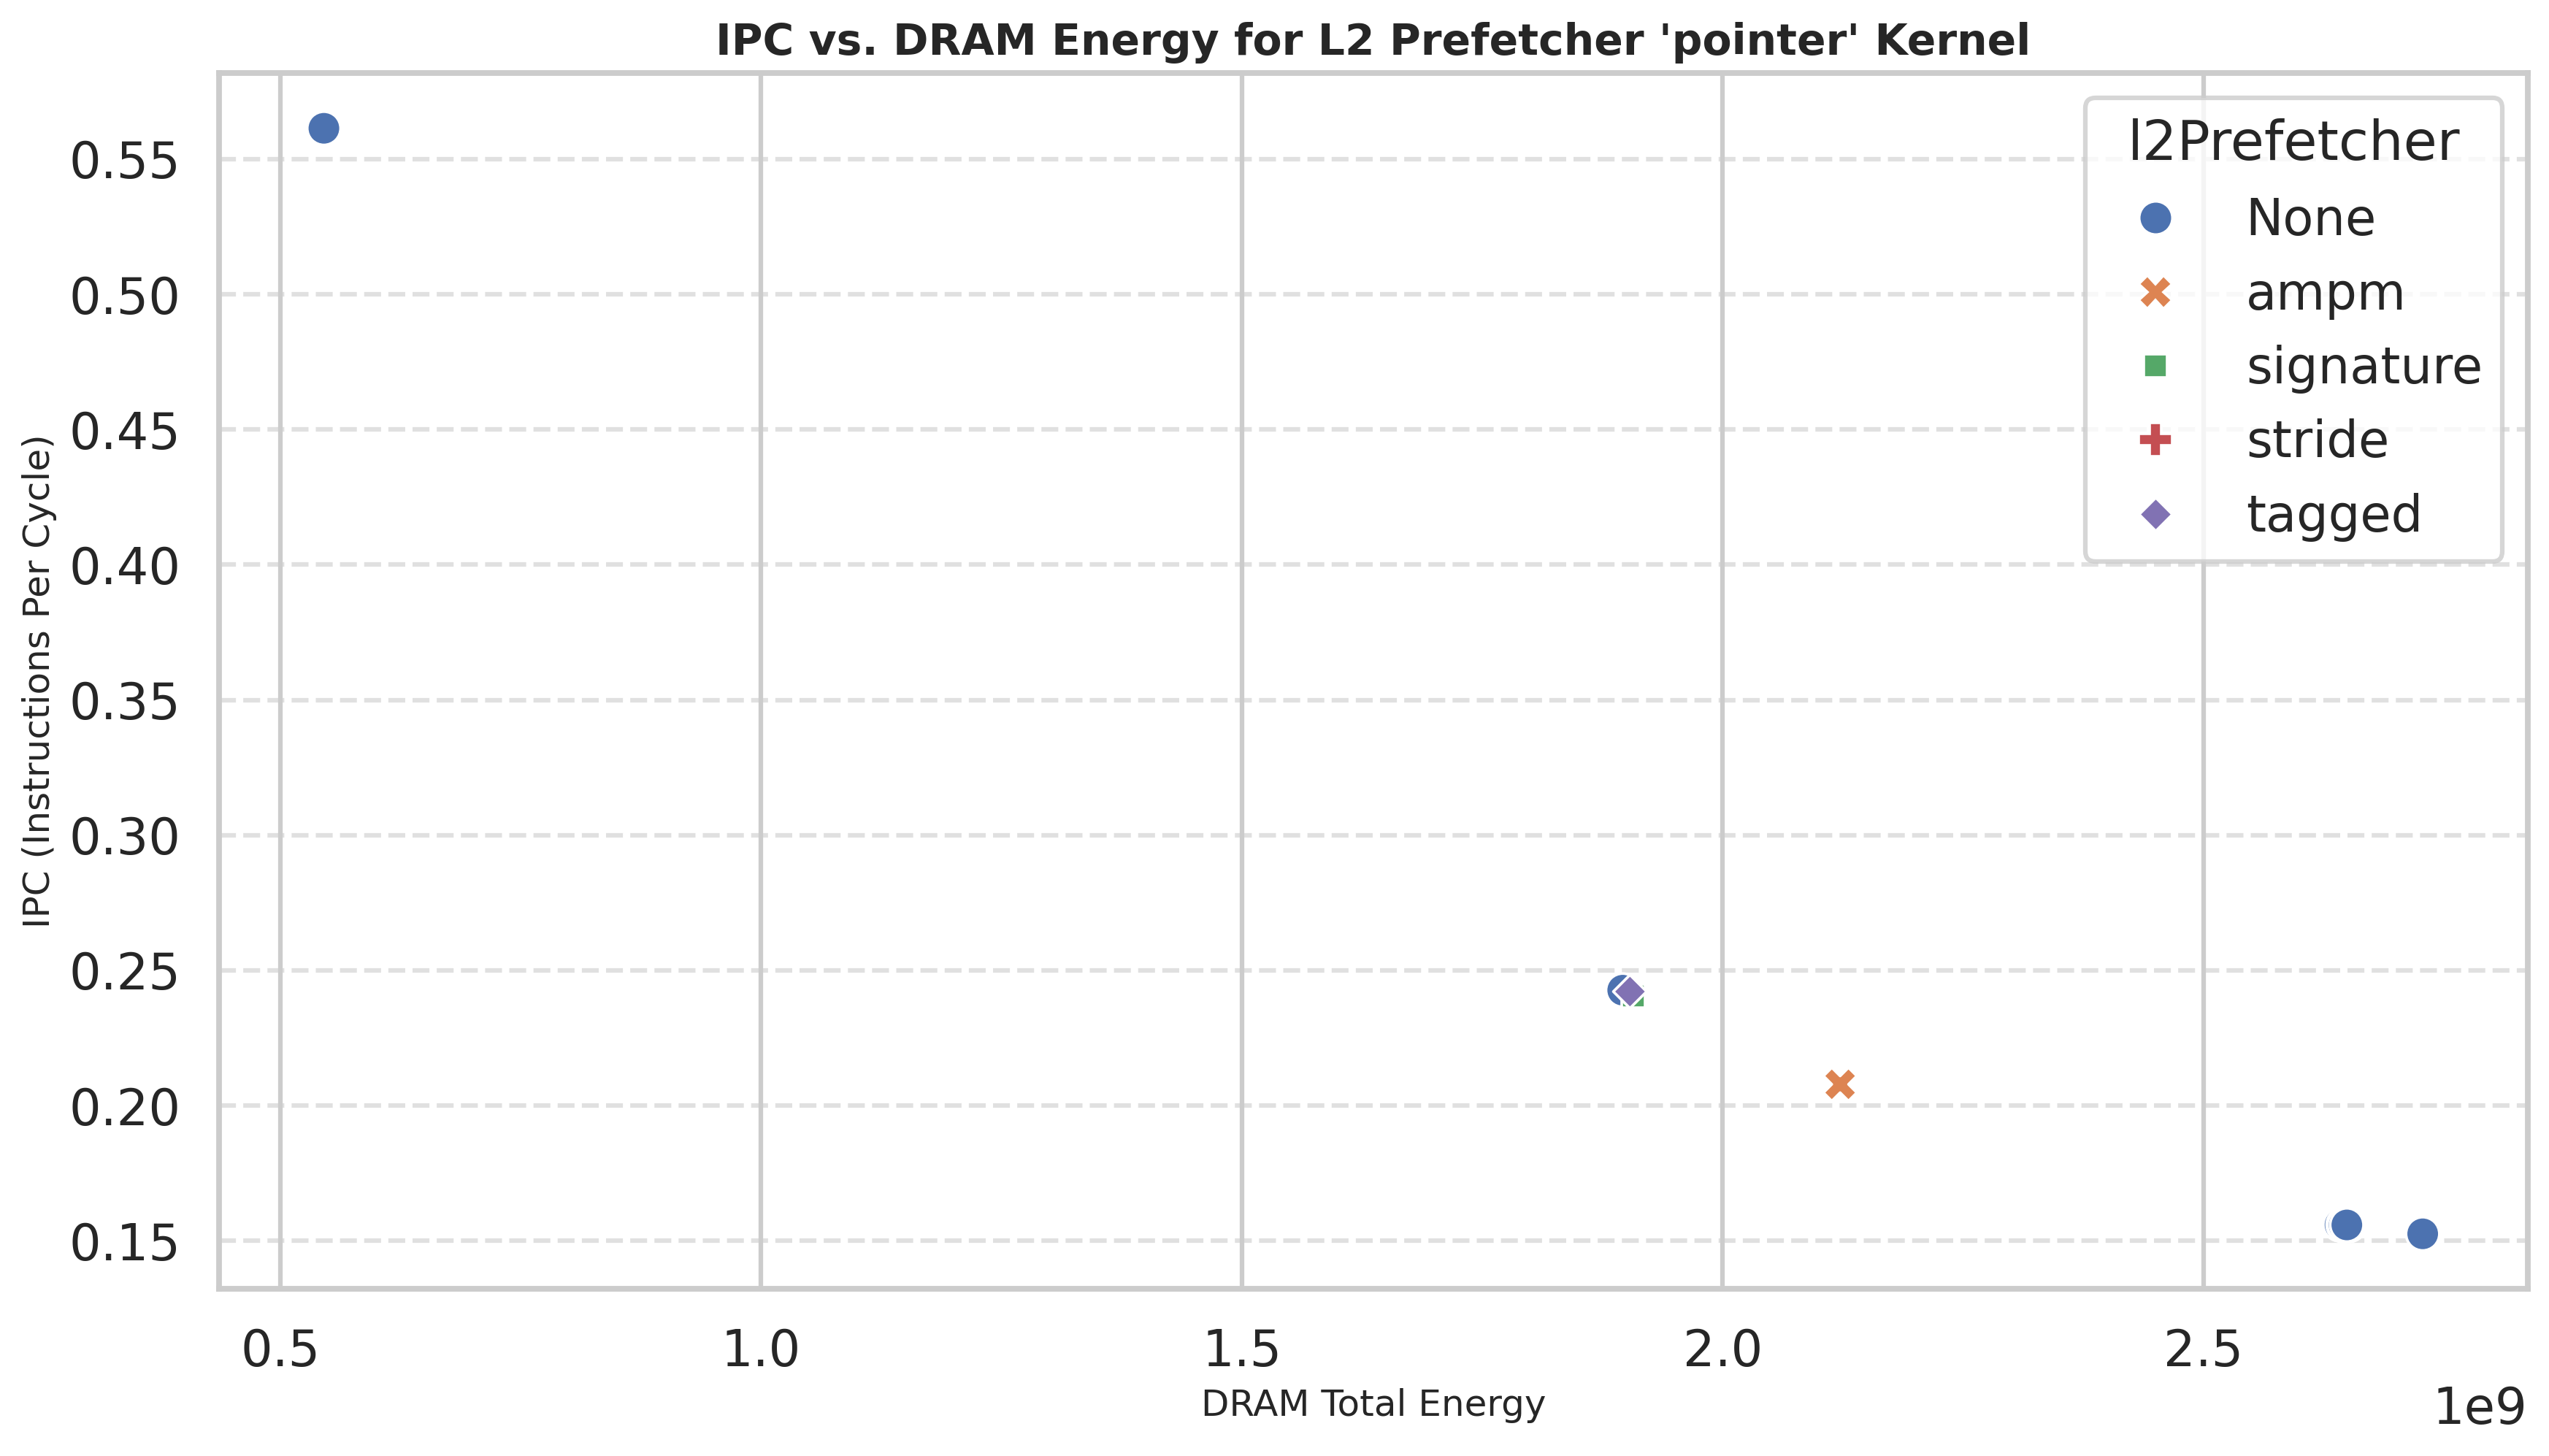 IPC vs. DRAM Energy for L2 Prefetcher 'pointer' Kernel
IPC (Instructions Per Cycle)
0.55
0.50
0.45
0.40
0.35
0.30
0.25
0.20
0.15
l2Prefetcher
None
ampm
signature
stride
tagged
0.5 1.0 1.5 2.0 2.5
1e9
DRAM Total Energy